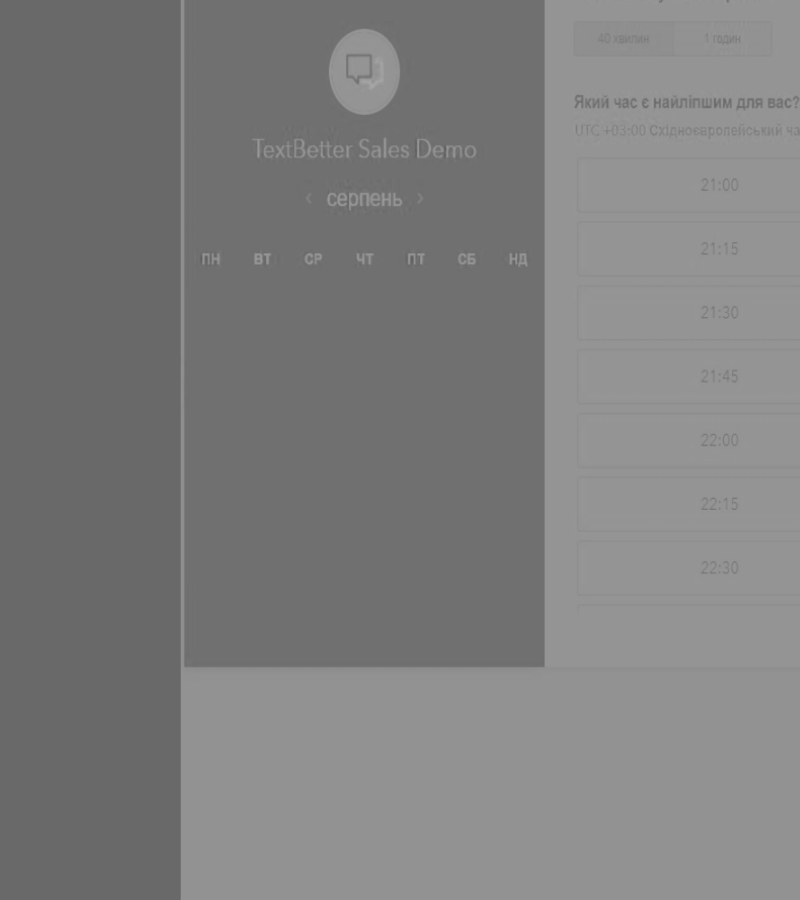 40 хвилин 1 годин
TextBetter Sales Demo
серпень
ПН ВТ СР ЧТ ПТ СБ НД
Який час є найліпшим для вас?
UTC +03:00 Східноєвропейський ча
21:00
21:15
21:30
21:45
22:00
22:15
22:30